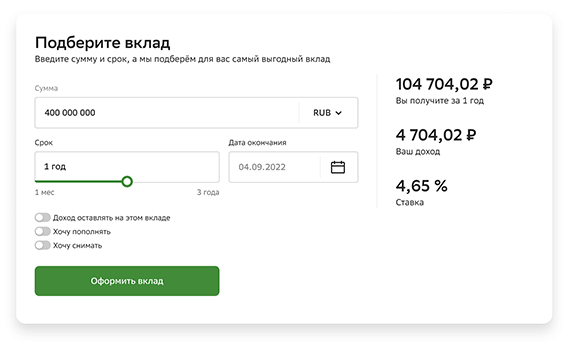 Подберите вклад
Введите сумму и срок, а мы подберём для вас самый выгодный вклад
Сумма
400 000 000
RUB
Срок
Дата окончания
1 год
04.09.2022
1 мес
3 года
Доход оставлять на этом вкладе
Хочу пополнять
Хочу снимать
Оформить вклад
104 704,02 ₽
Вы получите за 1 год
4 704,02 ₽
Ваш доход
4,65 %
Ставка